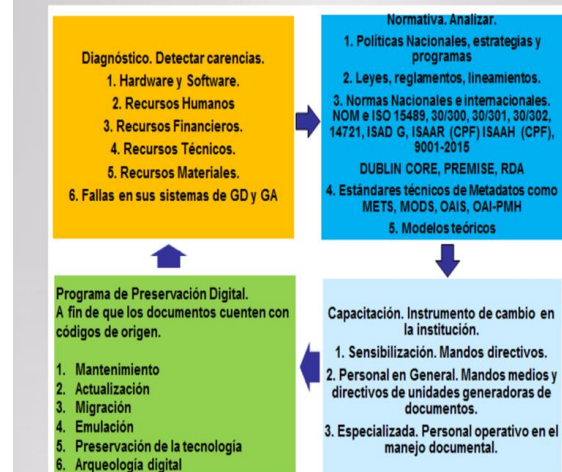 Diagnóstico. Detectar carencias.
1. Hardware y Software.
2. Recursos Humanos
3. Recursos Financieros.
4. Recursos Técnicos.
5. Recursos Materiales.
6. Fallas en sus sistemas de GD y GA
Normativa. Analizar.
1. Políticas Nacionales, estrategias y
programas
2. Leyes, reglamentos, lineamientos.
3. Normas Nacionales e internacionales.
NOM e ISO 15489, 30/300, 30/301, 30/302,
14721, ISAD G, ISAAR (CPF) ISAAH (CPF),
9001-2015
DUBLIN CORE, PREMISE, RDA
4. Estándares técnicos de Metadatos como
METS, MODS, OAIS, OAI-PMH
5. Modelos teóricos
Capacitación. Instrumento de cambio en
la institución.
1. Sensibilización. Mandos directivos.
2. Personal en General. Mandos medios y
directivos de unidades generadoras de
documentos.
3. Especializada. Personal operativo en el
manejo documental.
Programa de Preservación Digital.
A fin de que los documentos cuenten con
códigos de origen.
1. Mantenimiento
2. Actualización
3. Migración
4. Emulación
5. Preservación de la tecnología
6. Arqueología digital